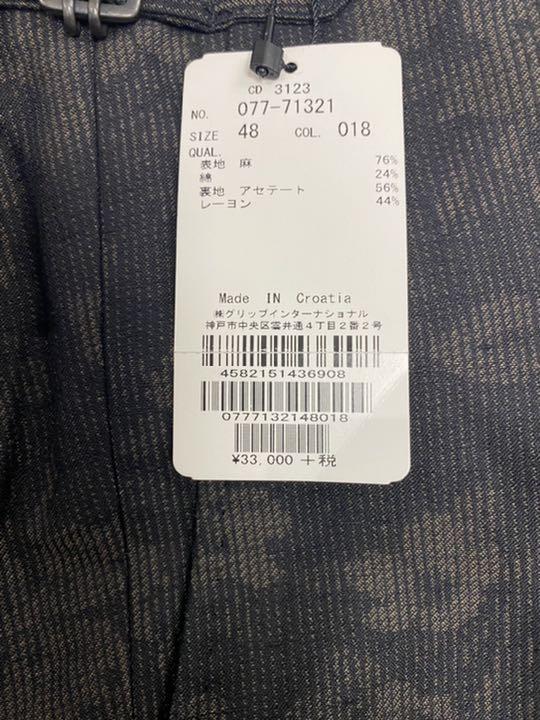 CD 3123
NO. 077-71321
SIZE 48 COL. 018
QUAL.
表地 麻 76%
綿 24%
裏地 アセテート 56%
レーヨン 44%
Made IN Croatia
㈱グリップインターナショナル
神戸市中央区雲井通4丁目2番2号
4582151436908
0777132148018
¥33,000 +税